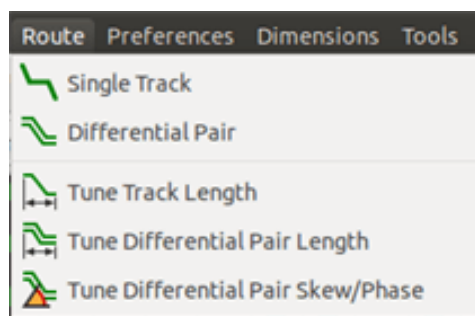 Route Preferences Dimensions Tools
Single Track
Differential Pair
Tune Track Length
Tune Differential Pair Length
Tune Differential Pair Skew/Phase